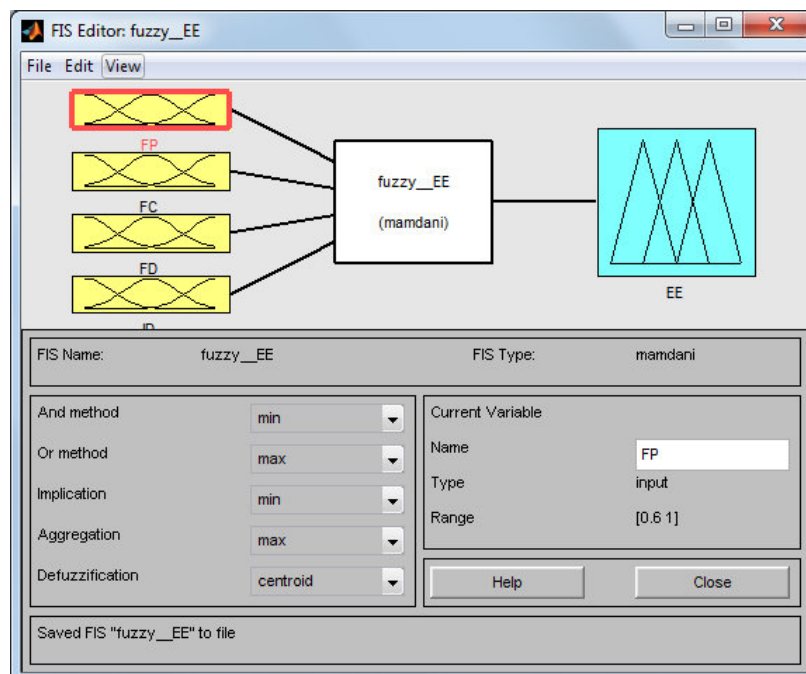 FIS Editor: fuzzy__EE
File Edit View
FP
FC
FD
fuzzy__EE
(mamdani)
EE
FIS Name: fuzzy__EE FIS Type: mamdani
And method min
Or method max
Implication min
Aggregation max
Defuzzification centroid
Current Variable
Name FP
Type input
Range [0.6 1]
Help Close
Saved FIS "fuzzy__EE" to file